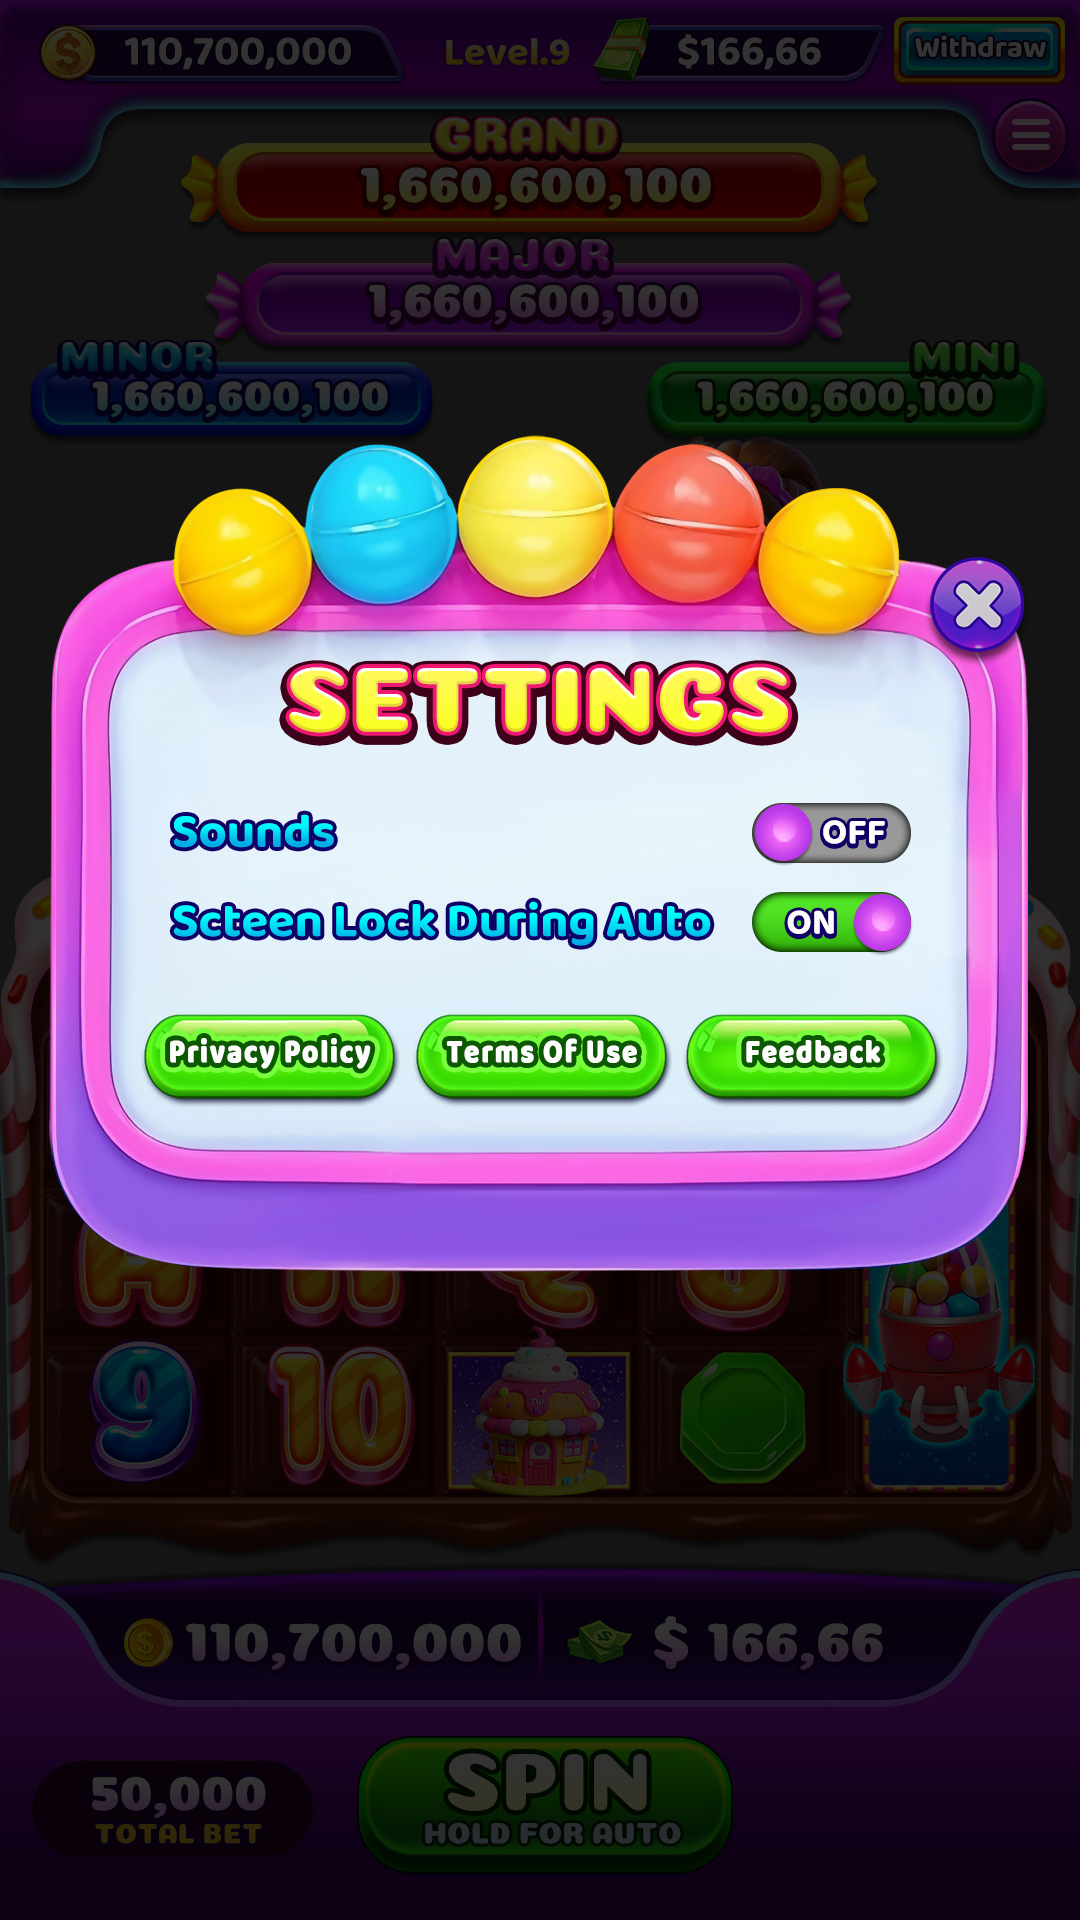 110,700,000 Level.9 $166,66 Withdraw
GRAND
1,660,600,100
MAJOR
1,660,600,100
MINOR MINI
1,660,600,100 1,660,600,100
SETTINGS
Sounds OFF
Scteen Lock During Auto ON
Privacy Policy Terms Of Use Feedback
9 10
110,700,000 $ 166,66
50,000 SPIN
TOTAL BET HOLD FOR AUTO